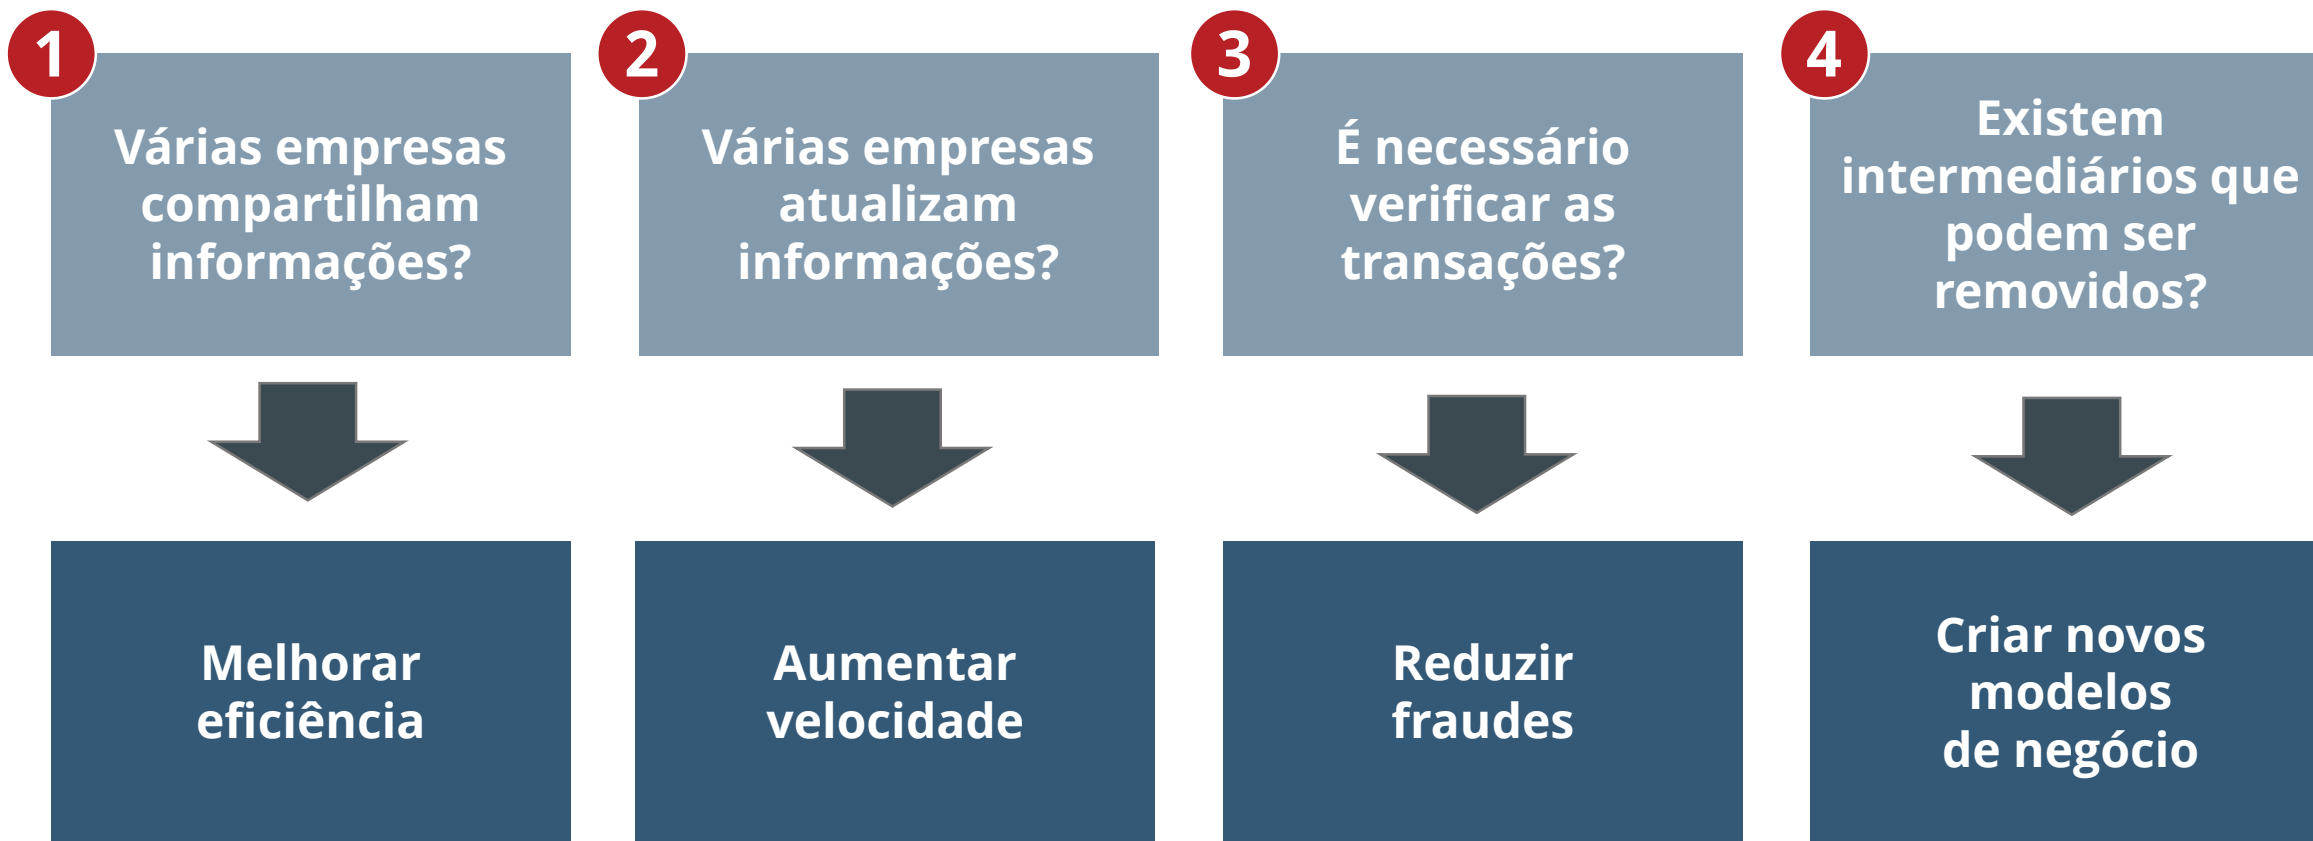 1
Várias empresas
compartilham
informações?
2
Várias empresas
atualizam
informações?
3
É necessário
verificar as
transações?
4
Existem
intermediários que
podem ser
removidos?
Melhorar
eficiência
Aumentar
velocidade
Reduzir
fraudes
Criar novos
modelos
de negócio